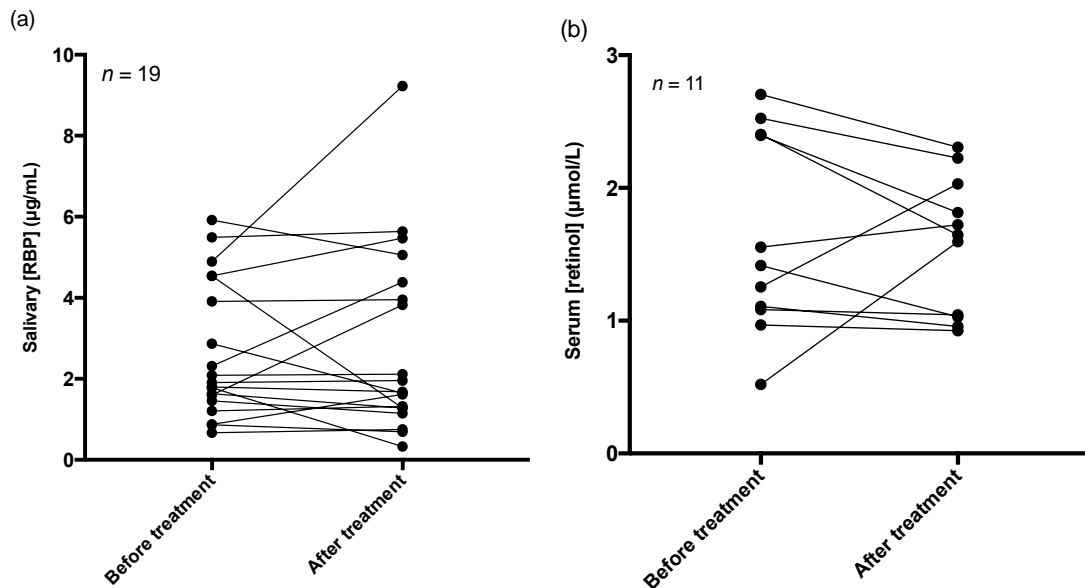 (a)
n = 19
Salivary [RBP] (µg/mL)
10
8
6
4
2
0
Before treatment
After treatment
(b)
n = 11
Serum [retinol] (µmol/L)
3
2
1
0
Before treatment
After treatment